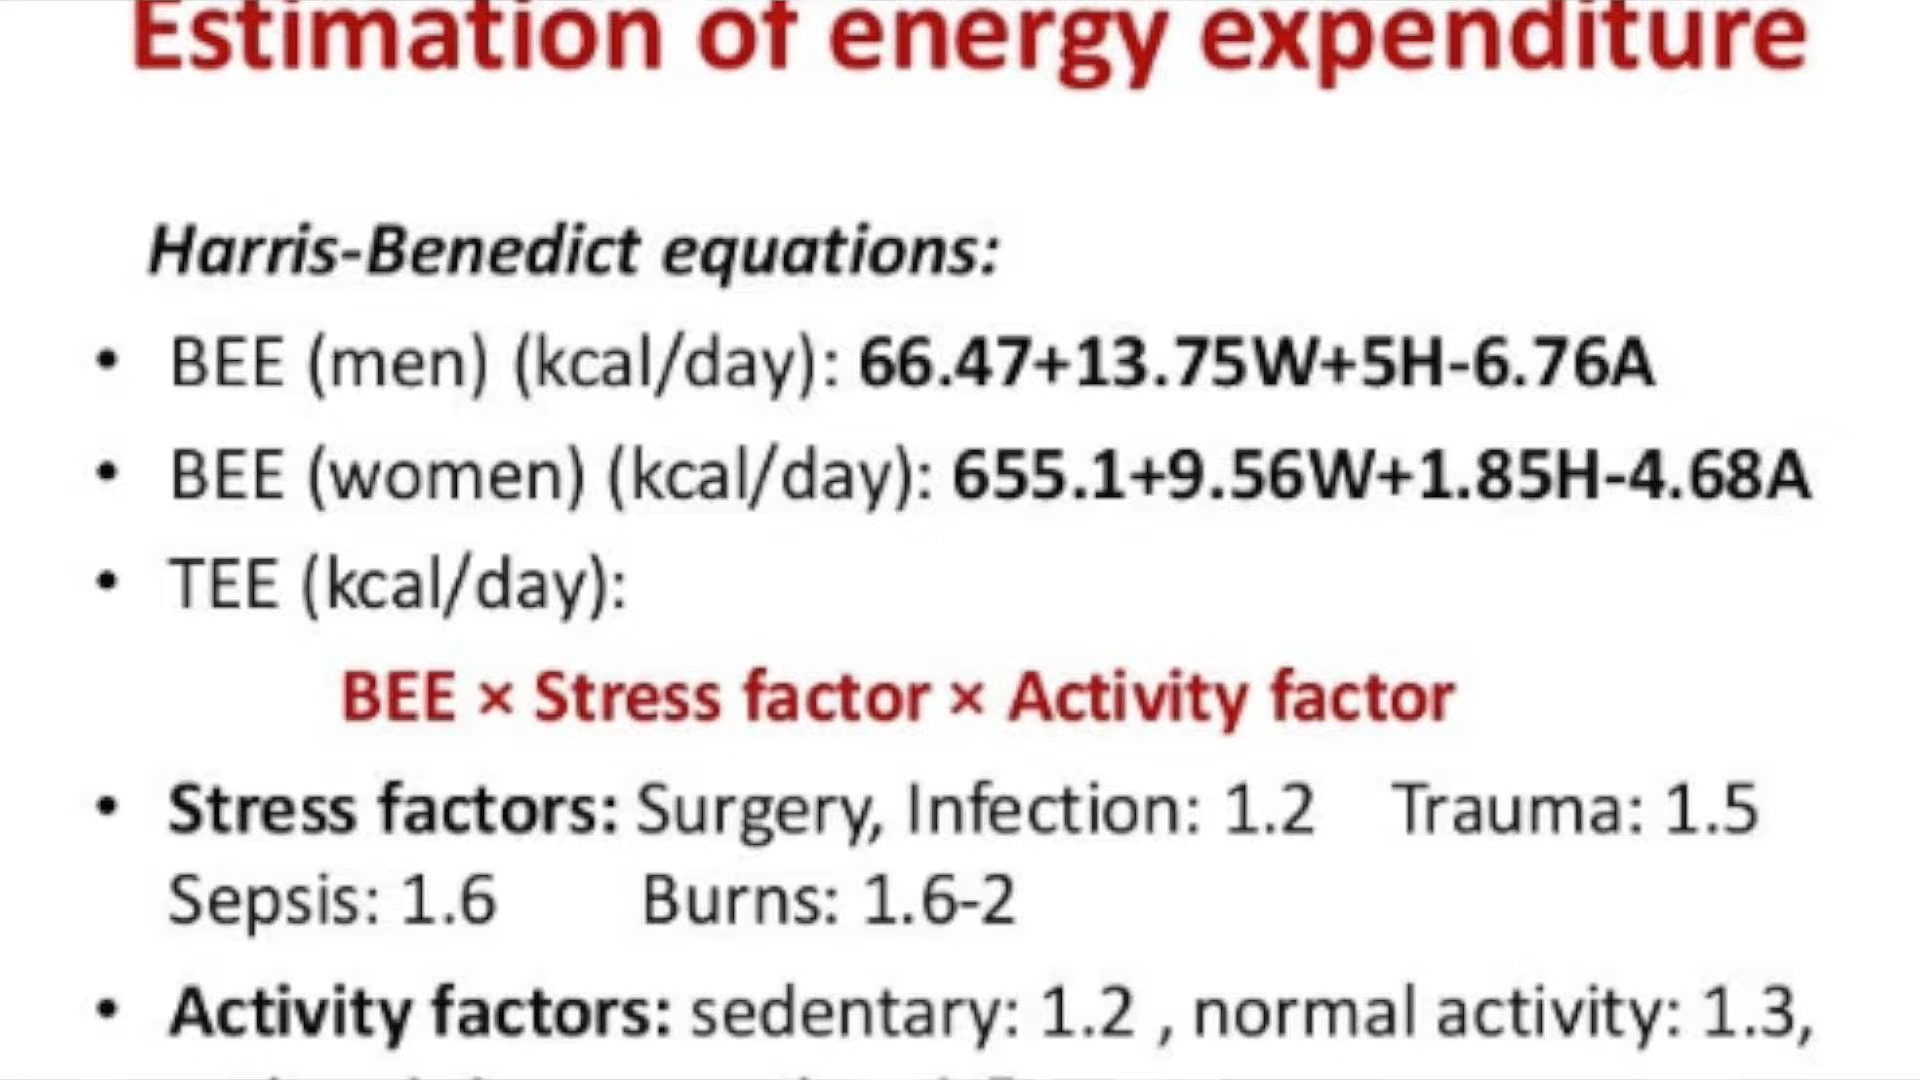 Estimation of energy expenditure
Harris-Benedict equations:
• BEE (men) (kcal/day): 66.47+13.75W+5H-6.76A
• BEE (women) (kcal/day): 655.1+9.56W+1.85H-4.68A
• TEE (kcal/day):
BEE × Stress factor × Activity factor
• Stress factors: Surgery, Infection: 1.2 Trauma: 1.5
Sepsis: 1.6 Burns: 1.6-2
• Activity factors: sedentary: 1.2 , normal activity: 1.3,